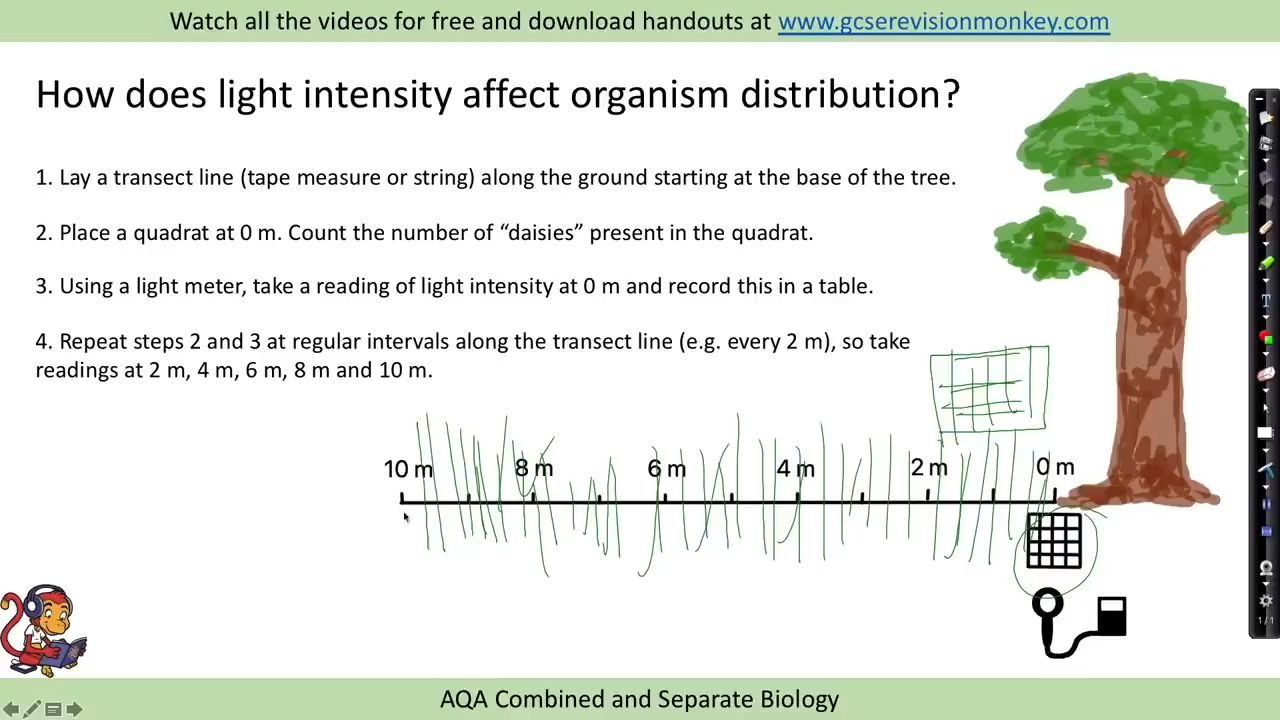 Watch all the videos for free and download handouts at www.gcserevisionmonkey.com
How does light intensity affect organism distribution?
1. Lay a transect line (tape measure or string) along the ground starting at the base of the tree.
2. Place a quadrat at 0 m. Count the number of “daisies” present in the quadrat.
3. Using a light meter, take a reading of light intensity at 0 m and record this in a table.
4. Repeat steps 2 and 3 at regular intervals along the transect line (e.g. every 2 m), so take
readings at 2 m, 4 m, 6 m, 8 m and 10 m.
10 m 8 m 6 m 4 m 2 m 0 m
1/1
AQA Combined and Separate Biology